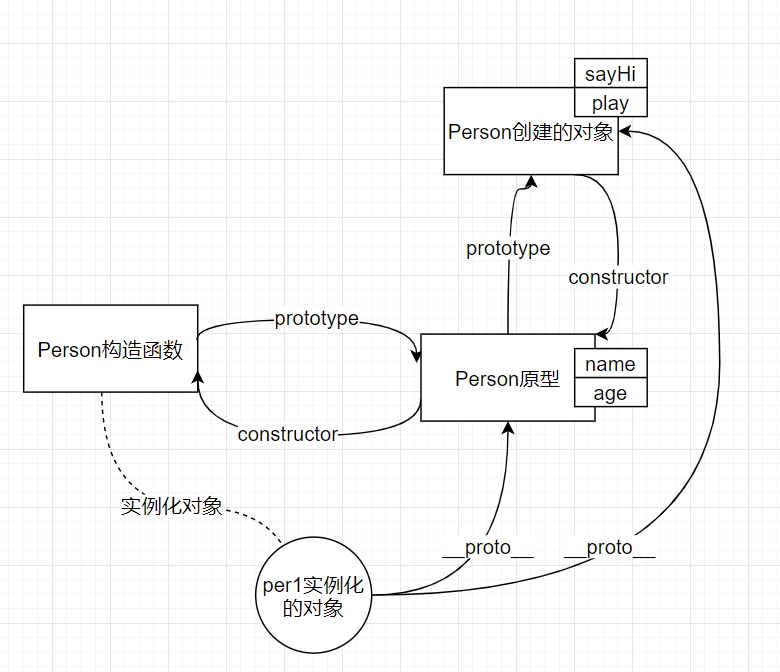 sayHi
play
Person创建的对象
prototype
constructor
prototype
Person构造函数
Person原型
name
age
constructor
实例化对象
__proto__
__proto__
per1实例化
的对象